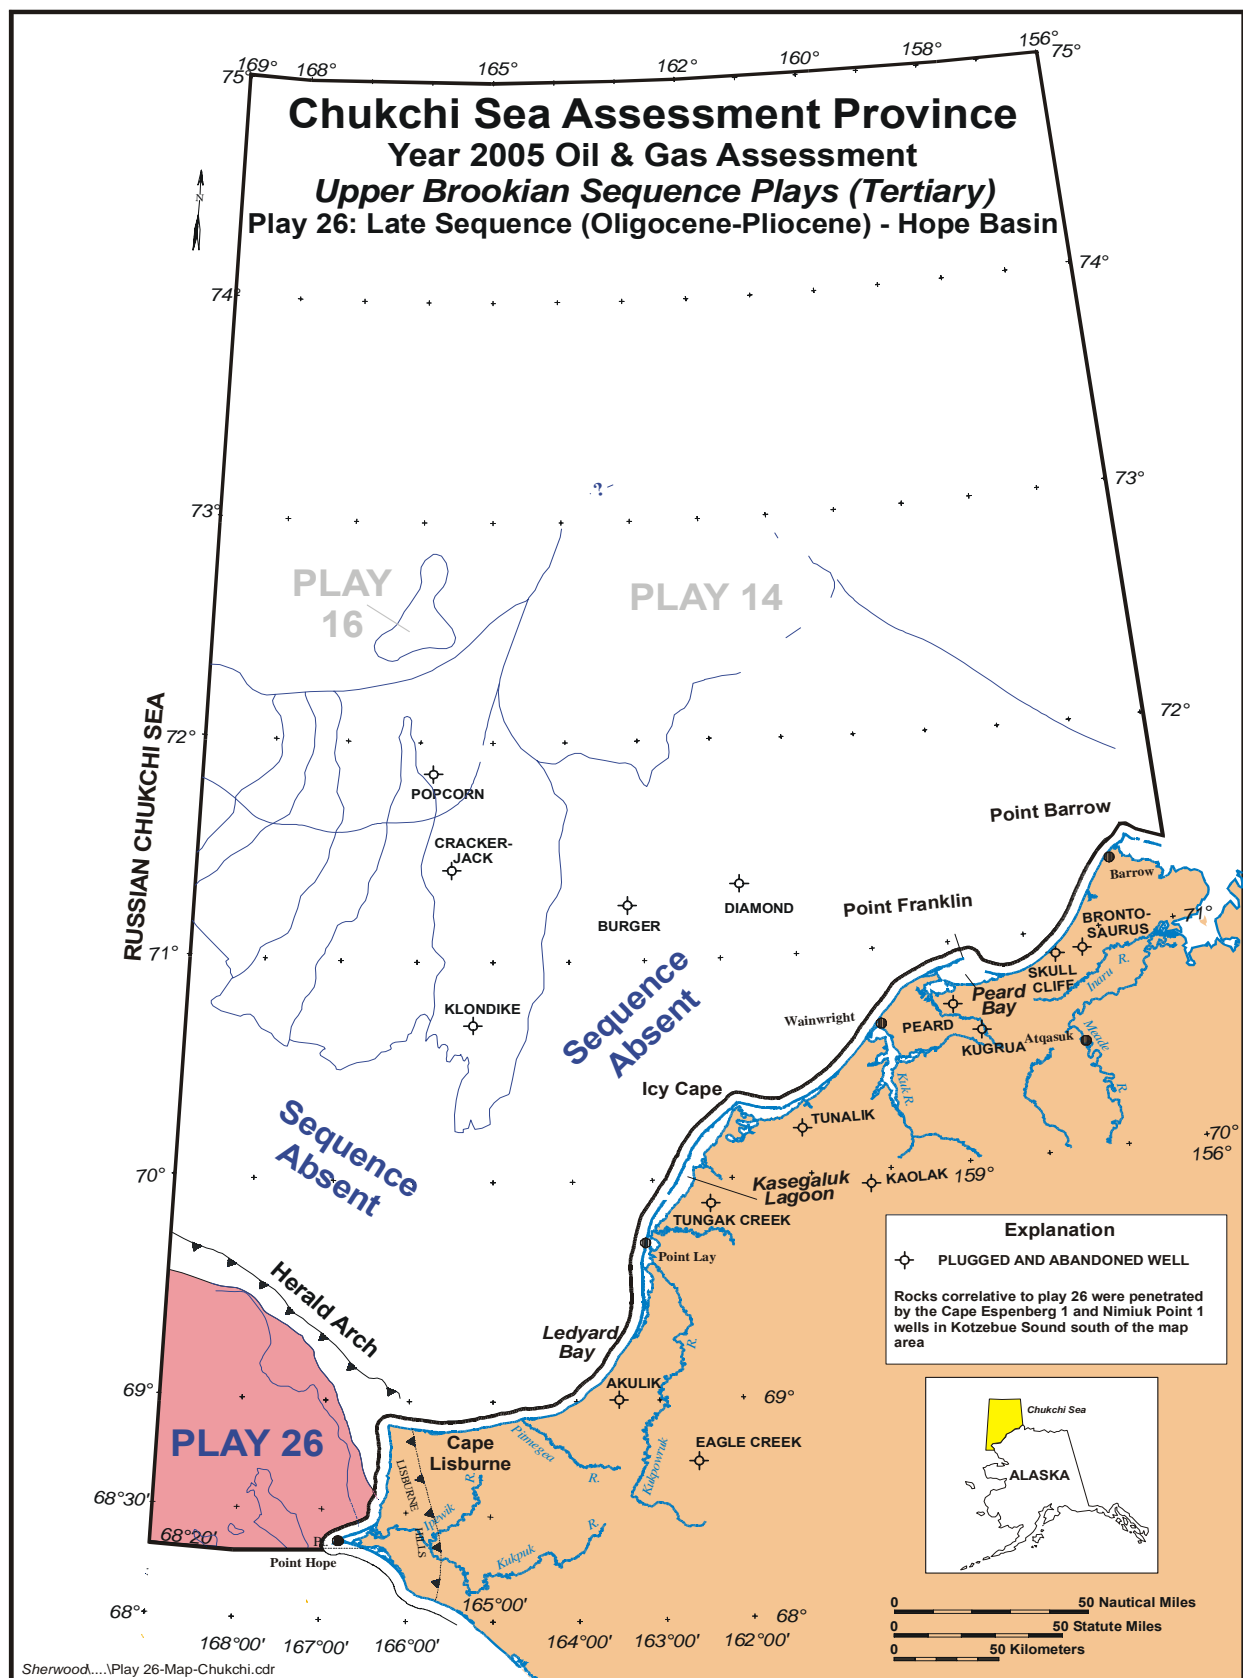 169°
168°
165°
162°
160°
158°
156°
75°
75°
Chukchi Sea Assessment Province
Year 2005 Oil & Gas Assessment
Upper Brookian Sequence Plays (Tertiary)
Play 26: Late Sequence (Oligocene-Pliocene) - Hope Basin
N
74°
74°
73°
73°
?
PLAY
16
PLAY 14
72°
72°
RUSSIAN CHUKCHI SEA
POPCORN
CRACKER-
JACK
BURGER
DIAMOND
KLONDIKE
Point Barrow
Barrow
Point Franklin
BRONTO-
SAURUS
71°
71°
SKULL
CLIFF
Inaru
R.
Peard
Bay
PEARD
KUGRUA
Wainwright
Atqasuk
Meade
R.
Kuk R.
Sequence
Absent
Icy Cape
TUNALIK
70°
70°
156°
159°
KAOLAK
Kasegaluk
Lagoon
TUNGAK CREEK
Point Lay
Sequence
Absent
Herald Arch
Ledyard
Bay
AKULIK
69°
69°
EAGLE CREEK
Kukpowruk
R.
Pitmegea
R.
Cape
Lisburne
LISBURNE
HILLS
Ipewik
R.
Kukpuk
R.
PLAY 26
68°30'
68°20'
Point Hope
68°
68°
165°00'
168°00'
167°00'
166°00'
164°00'
163°00'
162°00'
Explanation
PLUGGED AND ABANDONED WELL
Rocks correlative to play 26 were penetrated
by the Cape Espenberg 1 and Nimiuk Point 1
wells in Kotzebue Sound south of the map
area
Chukchi Sea
ALASKA
0
50 Nautical Miles
0
50 Statute Miles
0
50 Kilometers
Sherwood\....\Play 26-Map-Chukchi.cdr